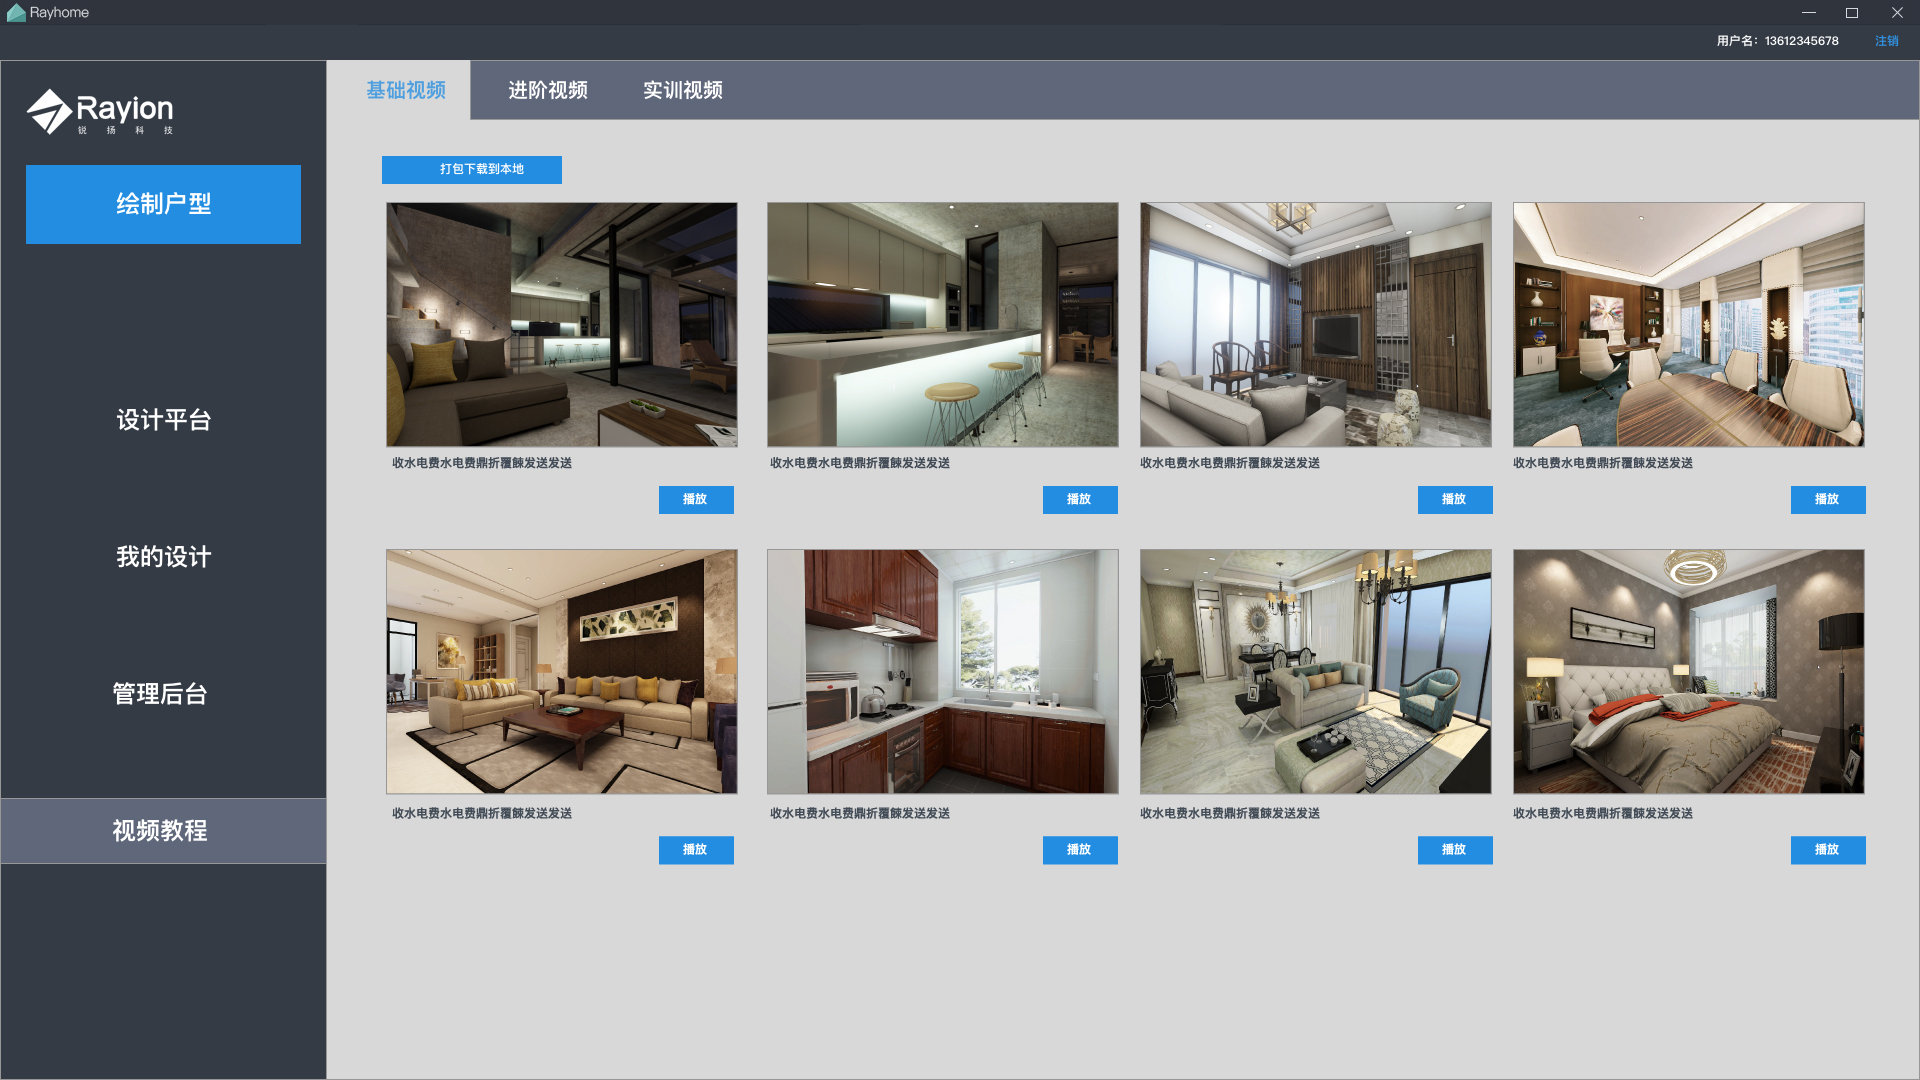 Rayhome
用户名：13612345678
注销
Rayion
锐扬科技
基础视频
进阶视频
实训视频
绘制户型
设计平台
我的设计
管理后台
视频教程
打包下载到本地
收水电费水电费鼎折覆餗发送发送
收水电费水电费鼎折覆餗发送发送
收水电费水电费鼎折覆餗发送发送
收水电费水电费鼎折覆餗发送发送
播放
播放
播放
播放
收水电费水电费鼎折覆餗发送发送
收水电费水电费鼎折覆餗发送发送
收水电费水电费鼎折覆餗发送发送
收水电费水电费鼎折覆餗发送发送
播放
播放
播放
播放